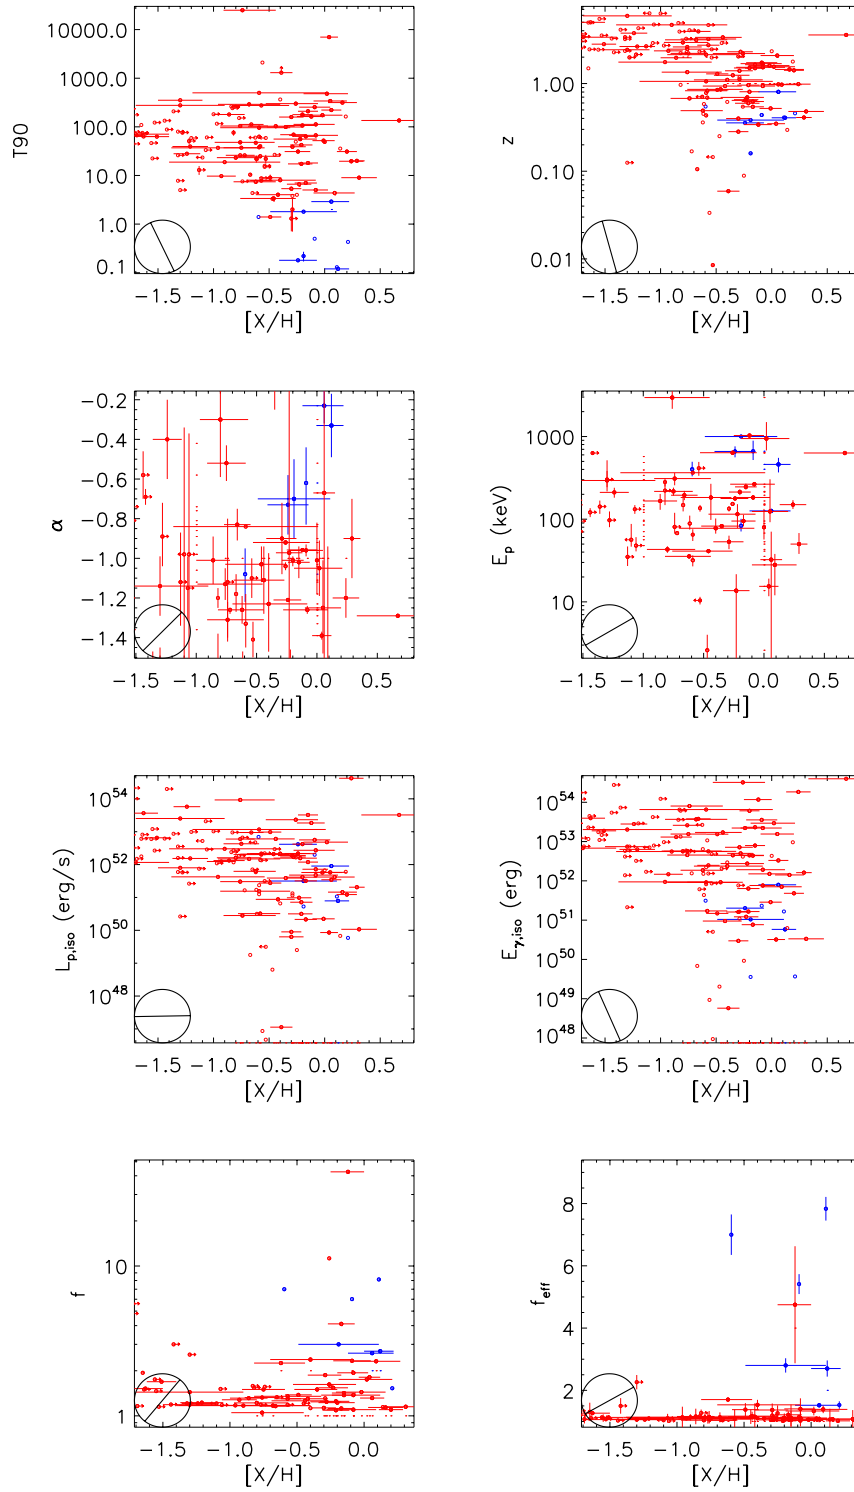 10000.0
1000.0
100.0
10.0
1.0
0.1
T90
−1.5 −1.0 −0.5 0.0 0.5
[X/H]
1.00
0.10
0.01
z
−1.5 −1.0 −0.5 0.0 0.5
[X/H]
−0.2
−0.4
−0.6
−0.8
−1.0
−1.2
−1.4
α
−1.5 −1.0 −0.5 0.0 0.5
[X/H]
1000
100
10
Ep (keV)
−1.5 −1.0 −0.5 0.0 0.5
[X/H]
10^54
10^52
10^50
10^48
Lp,iso (erg/s)
−1.5 −1.0 −0.5 0.0 0.5
[X/H]
10^54
10^53
10^52
10^51
10^50
10^49
10^48
Eγ,iso (erg)
−1.5 −1.0 −0.5 0.0 0.5
[X/H]
10
1
f
−1.5 −1.0 −0.5 0.0
[X/H]
8
6
4
2
feff
−1.5 −1.0 −0.5 0.0
[X/H]